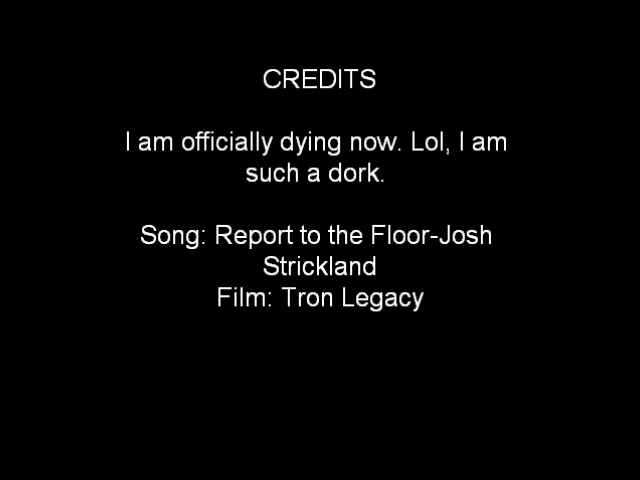 CREDITS
I am officially dying now. Lol, I am
such a dork.
Song: Report to the Floor-Josh
Strickland
Film: Tron Legacy